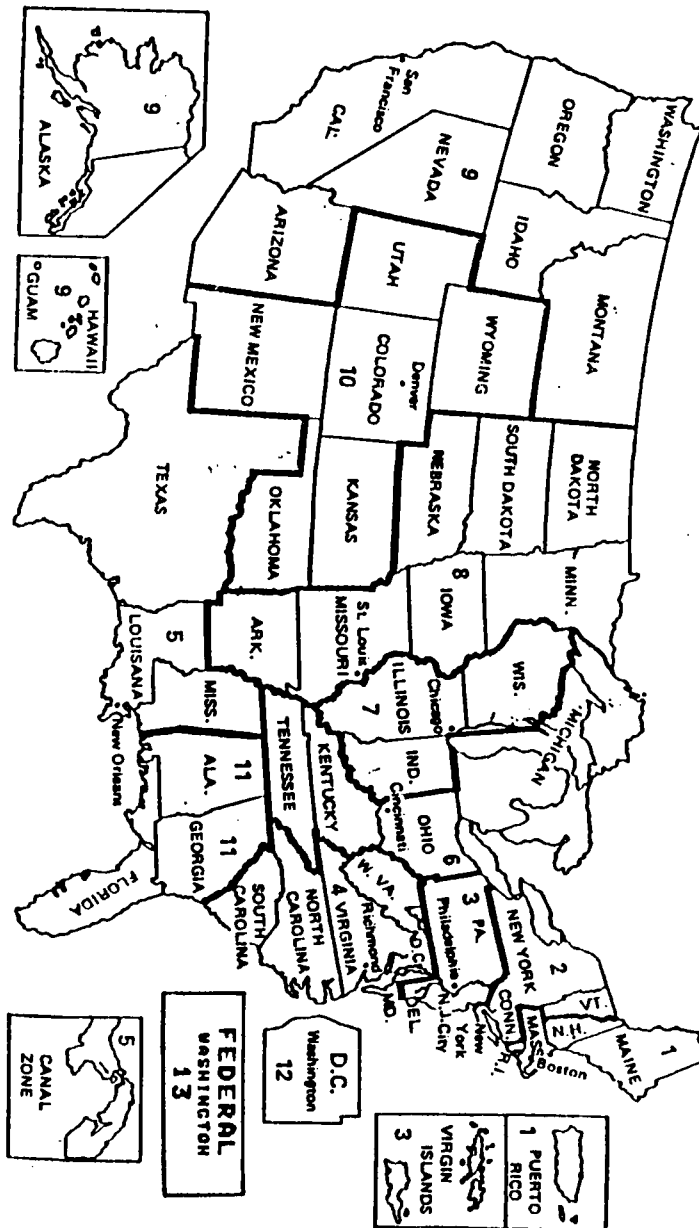 WASHINGTON
OREGON
IDAHO
MONTANA
NORTH
DAKOTA
MINN.
WIS.
MICHIGAN
SOUTH DAKOTA
WYOMING
NEBRASKA
8
IOWA
San
Francisco
CAL.
NEVADA
9
UTAH
Denver
COLORADO
10
KANSAS
St. Louis
MISSOURI
Chicago
ILLINOIS
7
IND.
OHIO
6
Cincinnati
ARIZONA
NEW MEXICO
OKLAHOMA
TEXAS
ARK.
5
LOUISANA
New Orleans
MISS.
11
ALA.
11
GEORGIA
FLORIDA
TENNESSEE
KENTUCKY
W. VA.
4 VIRGINIA
Richmond
NORTH
CAROLINA
SOUTH
CAROLINA
3 PA.
Philadelphia
D.C.
MD.
DEL.
N.J.
New
York
City
2
NEW YORK
CONN.
R.I.
MASS
Boston
VT.
N.H.
MAINE
1
9
ALASKA
HAWAII
9
GUAM
5
CANAL
ZONE
FEDERAL
WASHINGTON
13
D.C.
Washington
12
VIRGIN
ISLANDS
3
1 PUERTO
RICO